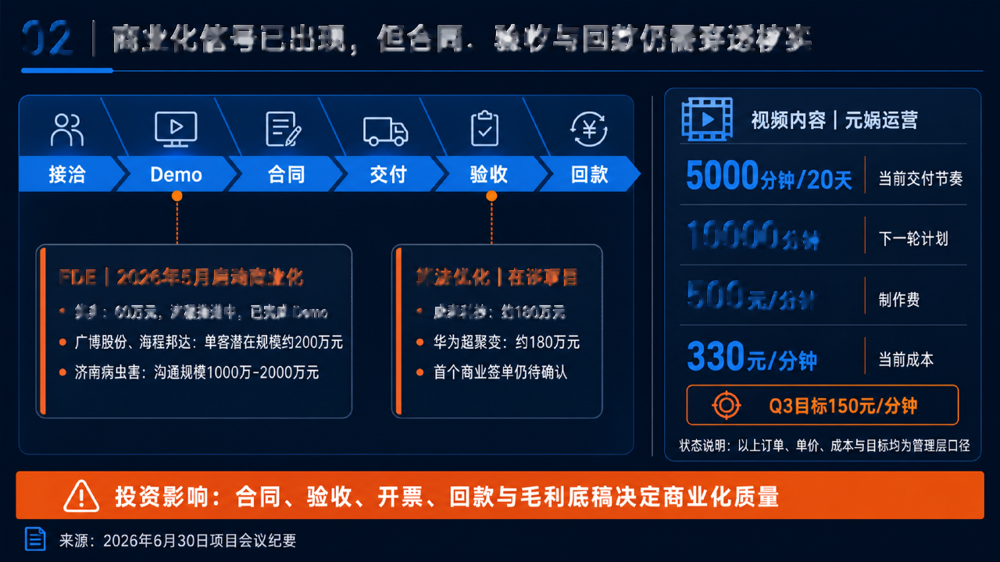 02
商业化信号已出现，但合同、验收与回款仍需穿透核实
接洽
Demo
合同
交付
验收
回款
FDE｜2026年5月启动商业化
60万元，
已完成 Demo
广博股份、海程邦达：单客潜在规模约200万元
济南病虫害：沟通规模1000万-2000万元
算法优化｜在谈项目
约180万元
华为超聚变：约180万元
首个商业签单仍待确认
视频内容｜元娲运营
5000分钟/20天
当前交付节奏
10000分钟
下一轮计划
500元/分钟
制作费
330元/分钟
当前成本
Q3目标150元/分钟
状态说明：以上订单、单价、成本与目标均为管理层口径
投资影响：合同、验收、开票、回款与毛利底稿决定商业化质量
来源：2026年6月30日项目会议纪要